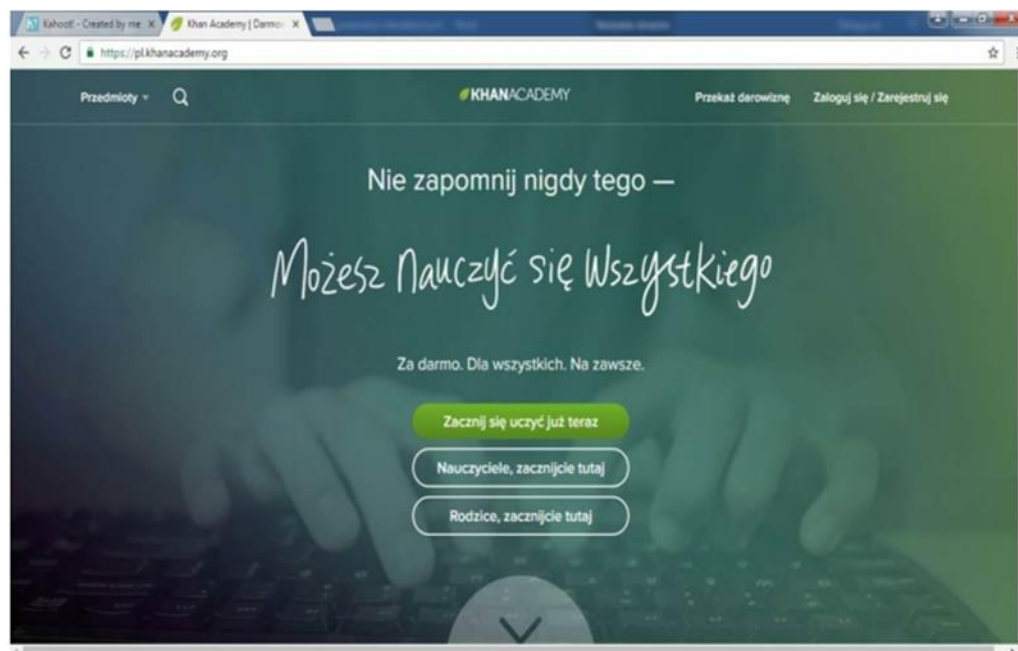 Kahoot! - Created by me
Khan Academy | Darmo
https://pl.khanacademy.org
Przedmioty
KHANACADEMY
Przekaż darowiznę
Zaloguj się / Zarejestruj się
Nie zapomnij nigdy tego —
Możesz Nauczyć się Wszystkiego
Za darmo. Dla wszystkich. Na zawsze.
Zacznij się uczyć już teraz
Nauczyciele, zacznijcie tutaj
Rodzice, zacznijcie tutaj